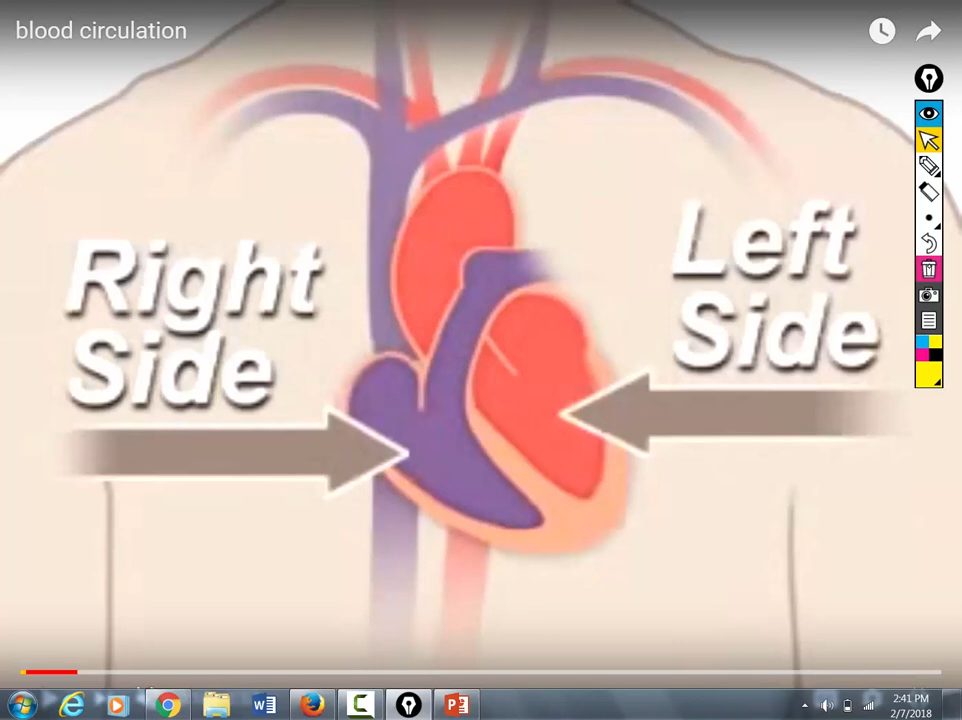 blood circulation
Right
Side
Left
Side
2:41 PM
2/7/2018